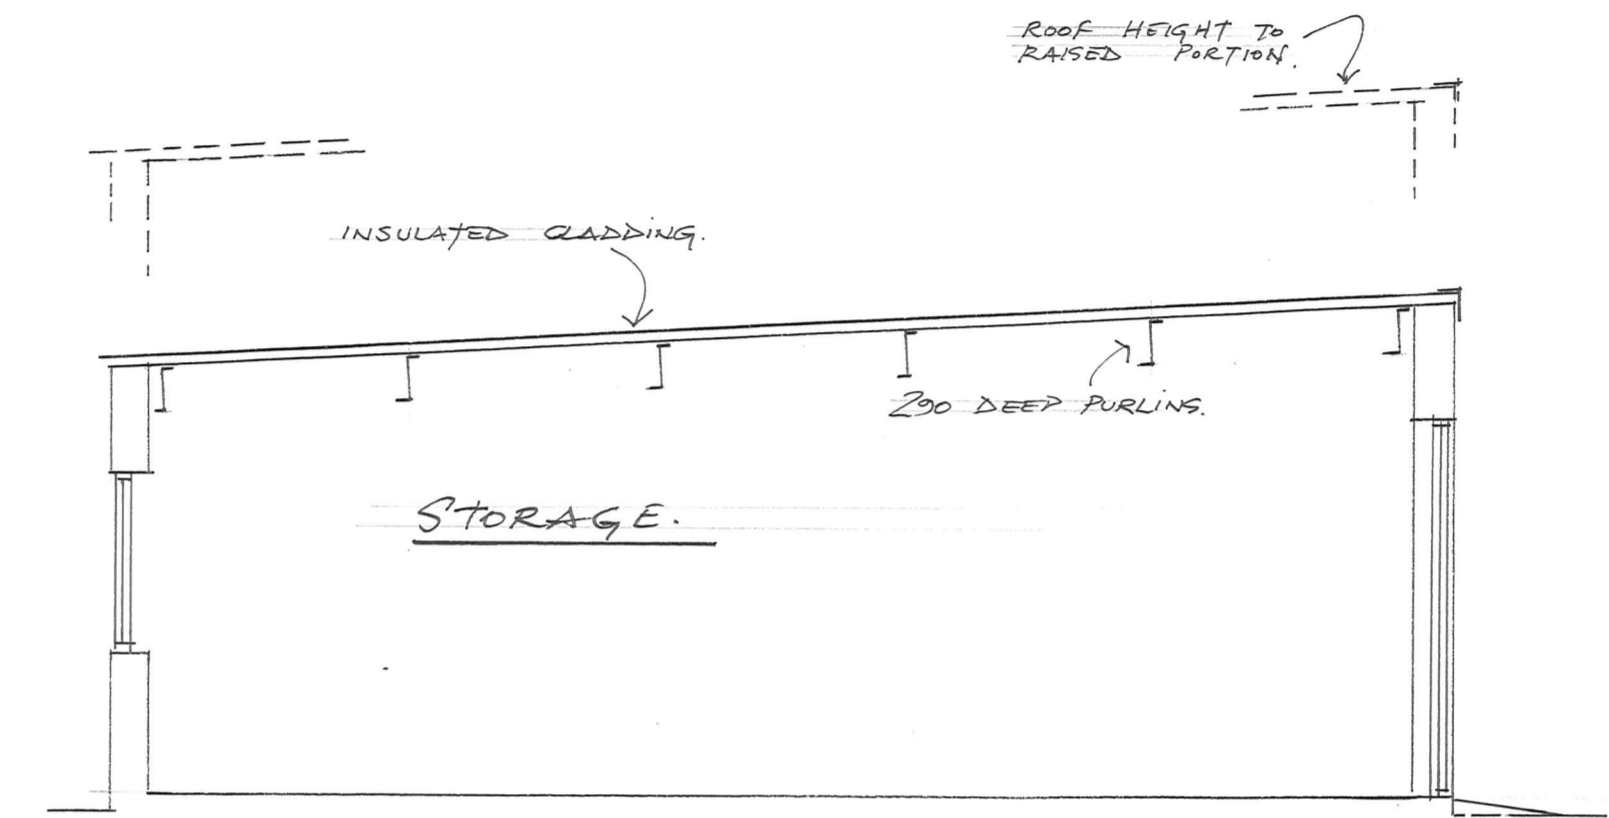 ROOF HEIGHT TO
RAISED PORTION.
INSULATED CLADDING.
290 DEEP PURLINS.
STORAGE.